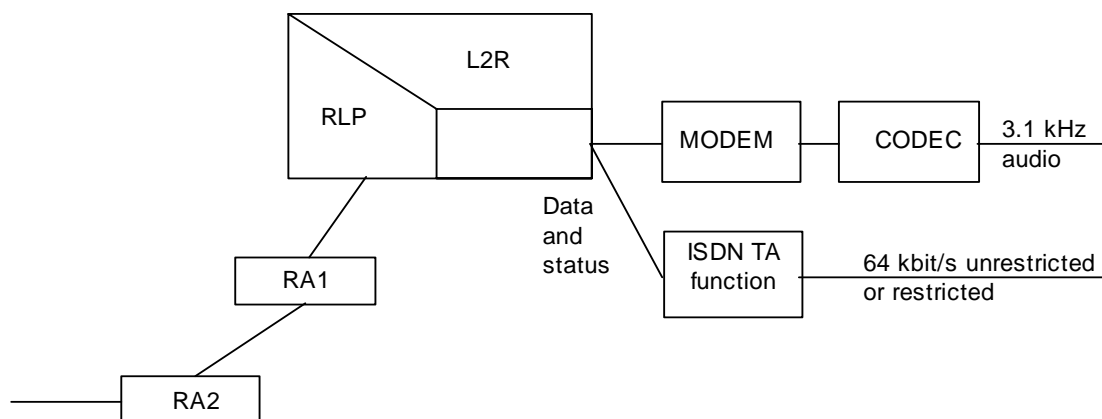 L2R
RLP
MODEM
CODEC
3.1 kHz
audio
Data
and
status
ISDN TA
function
64 kbit/s unrestricted
or restricted
RA1
RA2